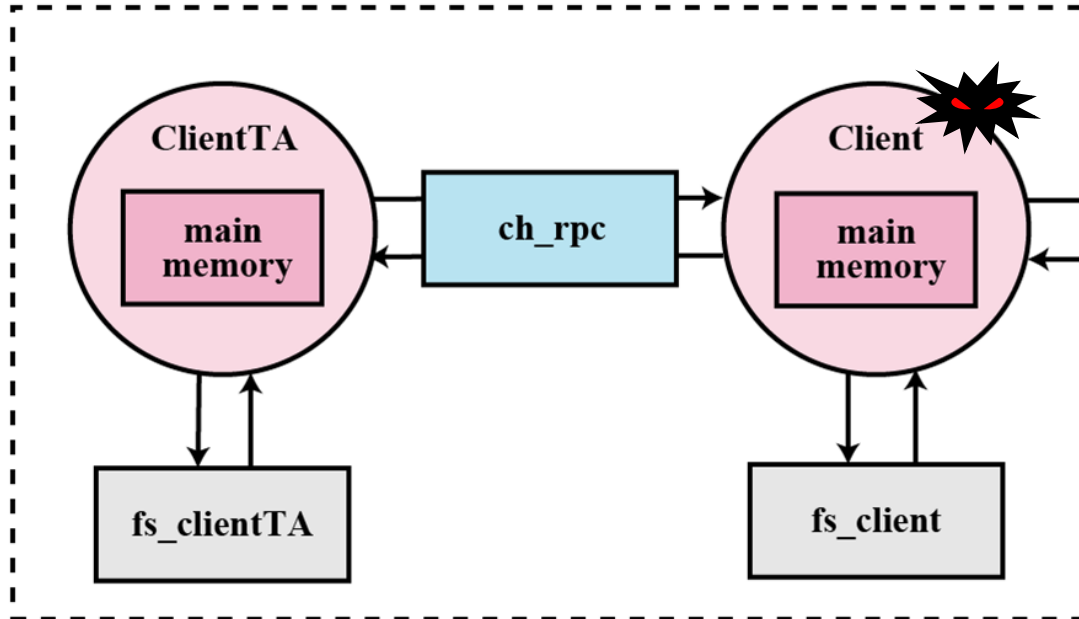 ClientTA
main
memory
ch_rpc
Client
main
memory
fs_clientTA
fs_client